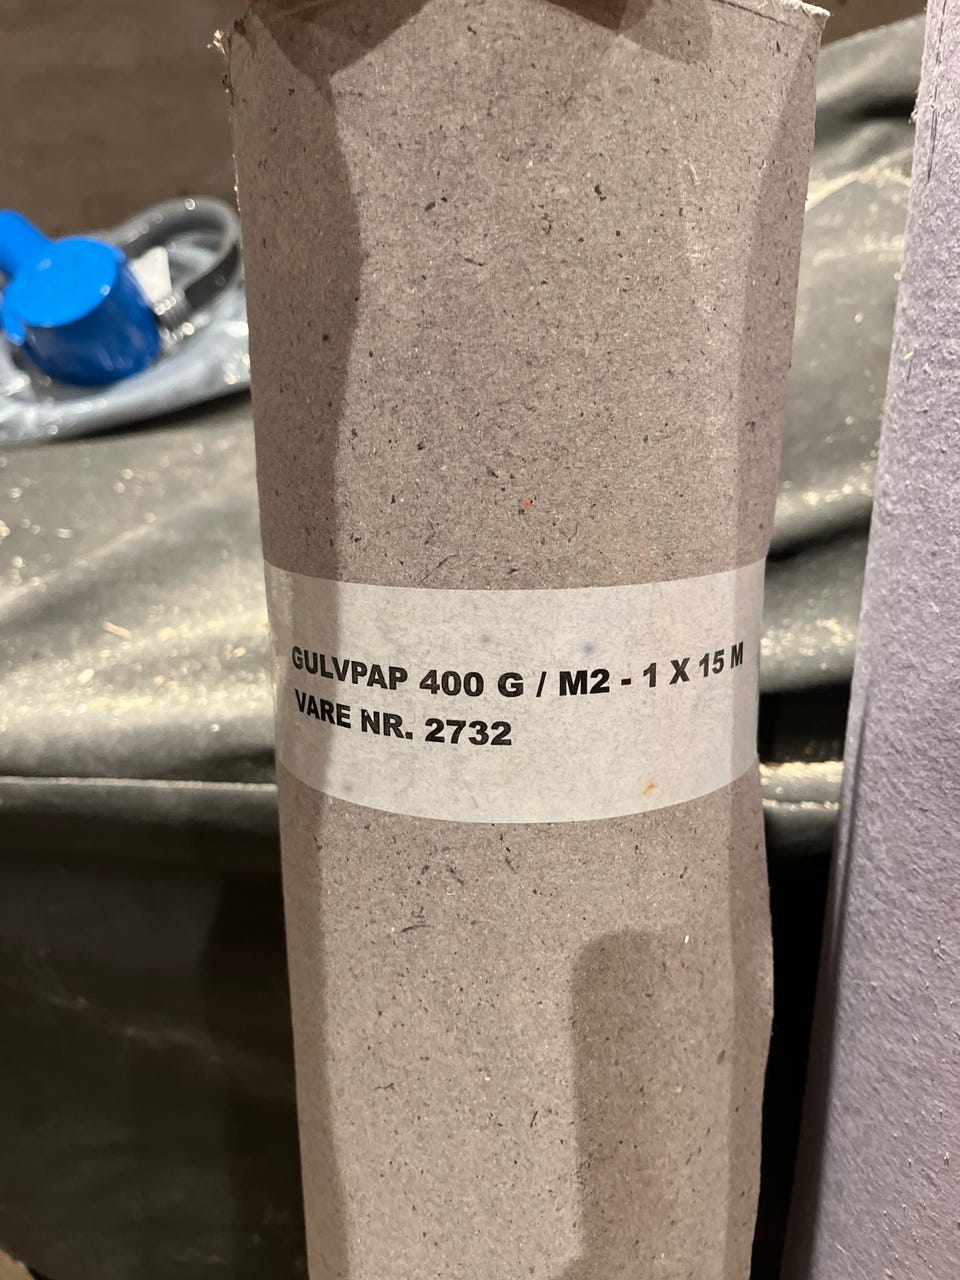 GULVPAP 400 G / M2 - 1 X 15 M
VARE NR. 2732